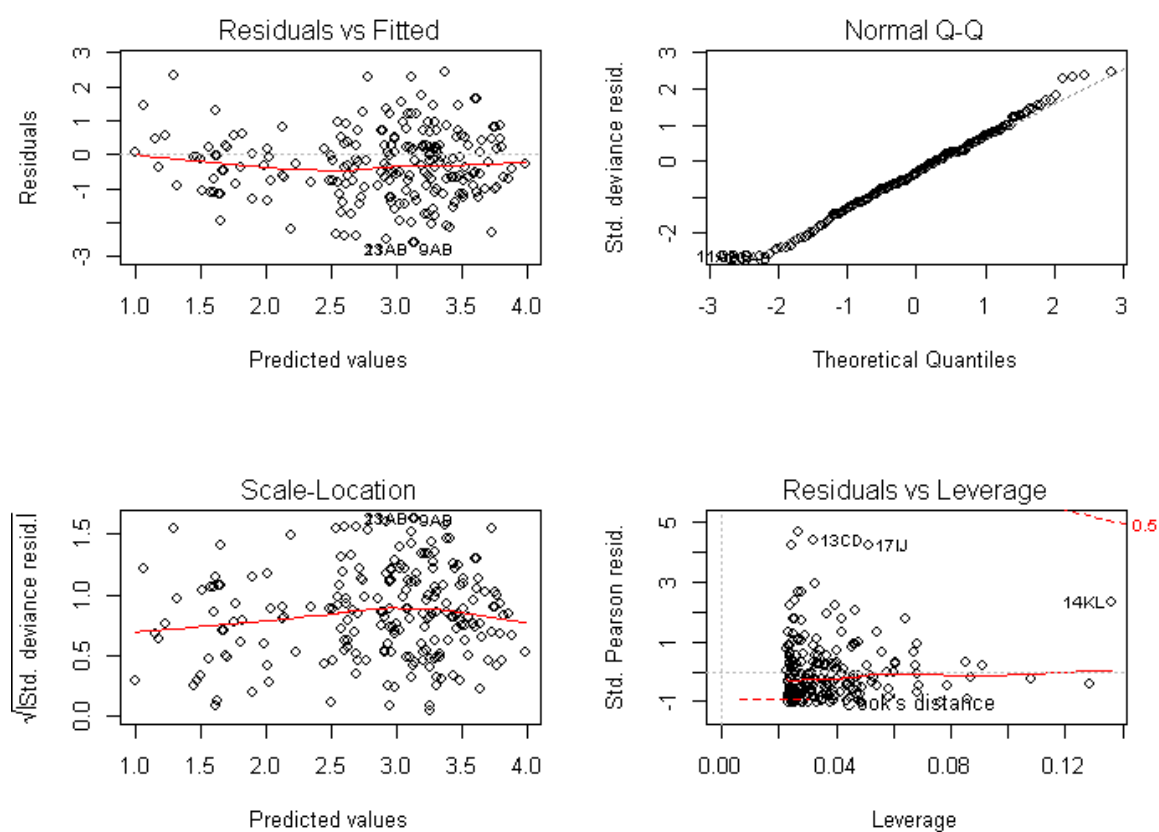 Residuals vs Fitted
Residuals
3
2
1
0
-1
-3
23AB
9AB
1.0 1.5 2.0 2.5 3.0 3.5 4.0
Predicted values
Normal Q-Q
Std. deviance resid.
3
2
1
0
-2
-3 -2 -1 0 1 2 3
Theoretical Quantiles
Scale-Location
√|Std. deviance resid.|
1.5
1.0
0.5
0.0
23AB
9AB
1.0 1.5 2.0 2.5 3.0 3.5 4.0
Predicted values
Residuals vs Leverage
Std. Pearson resid.
5
3
1
-1
13CD
17IJ
14KL
0.5
Cook's distance
0.00 0.04 0.08 0.12
Leverage